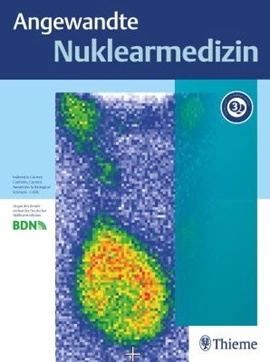 Angewandte
Nuklearmedizin
3
Indexed in Current
Contents, Current
Awareness in Biological
Sciences – CABS
Organ des Berufs-
verbandes Deutscher
Nuklearmediziner
BDN
Thieme